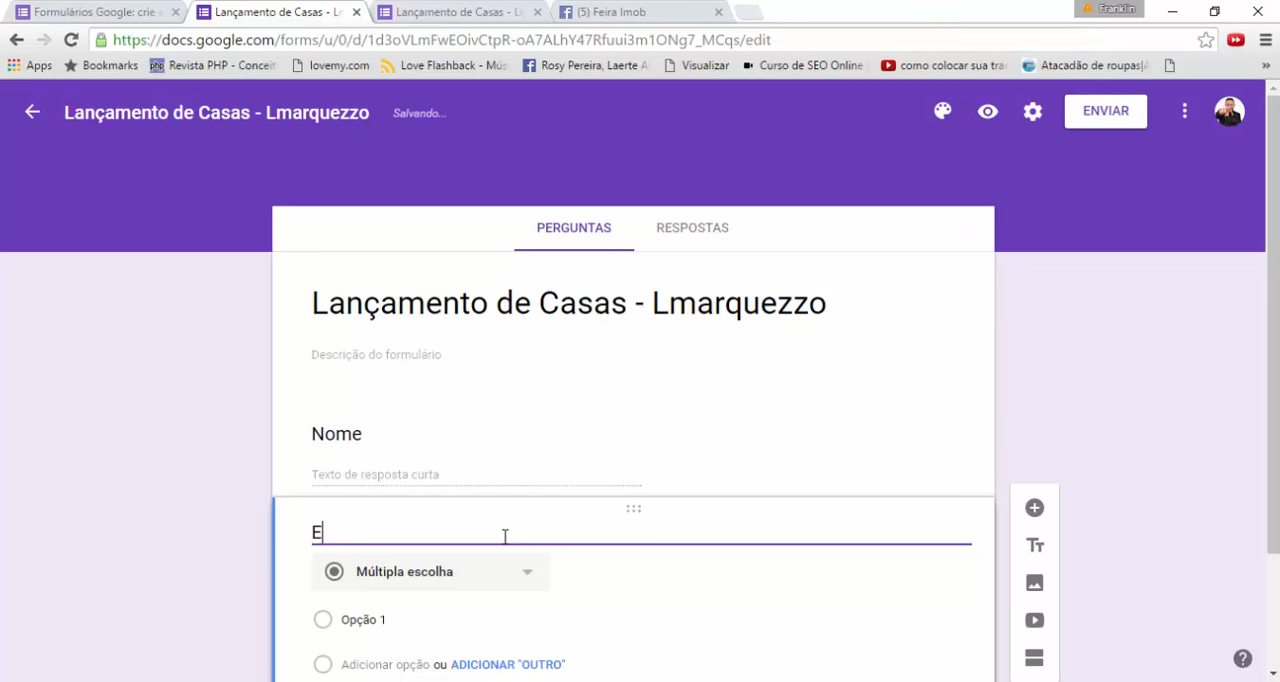 Formulários Google: crie
Lançamento de Casas - L
Lançamento de Casas - L
(5) Feira Imob
Franklin
https://docs.google.com/forms/u/0/d/1d3oVLmFwEOivCtpR-oA7ALhY47Rfuui3m1ONg7_MCqs/edit
Apps
Bookmarks
php
Revista PHP - Conceit
lovemy.com
Love Flashback - Mús
Rosy Pereira, Laerte A
Visualizar
Curso de SEO Online
como colocar sua tra
Atacadão de roupas|A
»
Lançamento de Casas - Lmarquezzo
Salvando...
ENVIAR
PERGUNTAS
RESPOSTAS
Lançamento de Casas - Lmarquezzo
Descrição do formulário
Nome
Texto de resposta curta
E
Múltipla escolha
Opção 1
Adicionar opção ou ADICIONAR "OUTRO"
Tт
?